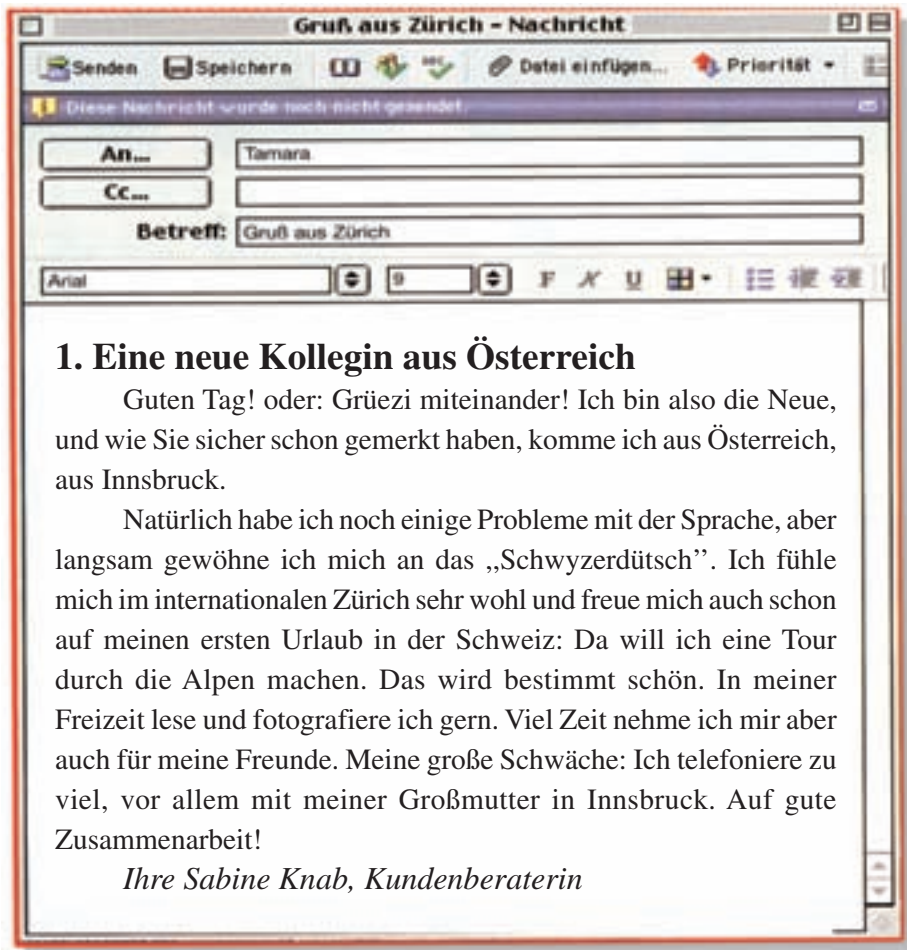 Gruß aus Zürich – Nachricht
Senden Speichern Datei einfügen... Priorität
Diese Nachricht wurde noch nicht gesendet.
An... Tamara
Cc...
Betreff: Gruß aus Zürich
Arial 9 F K U
1. Eine neue Kollegin aus Österreich
Guten Tag! oder: Grüezi miteinander! Ich bin also die Neue,
und wie Sie sicher schon gemerkt haben, komme ich aus Österreich,
aus Innsbruck.
Natürlich habe ich noch einige Probleme mit der Sprache, aber
langsam gewöhne ich mich an das ,,Schwyzerdütsch’’. Ich fühle
mich im internationalen Zürich sehr wohl und freue mich auch schon
auf meinen ersten Urlaub in der Schweiz: Da will ich eine Tour
durch die Alpen machen. Das wird bestimmt schön. In meiner
Freizeit lese und fotografiere ich gern. Viel Zeit nehme ich mir aber
auch für meine Freunde. Meine große Schwäche: Ich telefoniere zu
viel, vor allem mit meiner Großmutter in Innsbruck. Auf gute
Zusammenarbeit!
Ihre Sabine Knab, Kundenberaterin